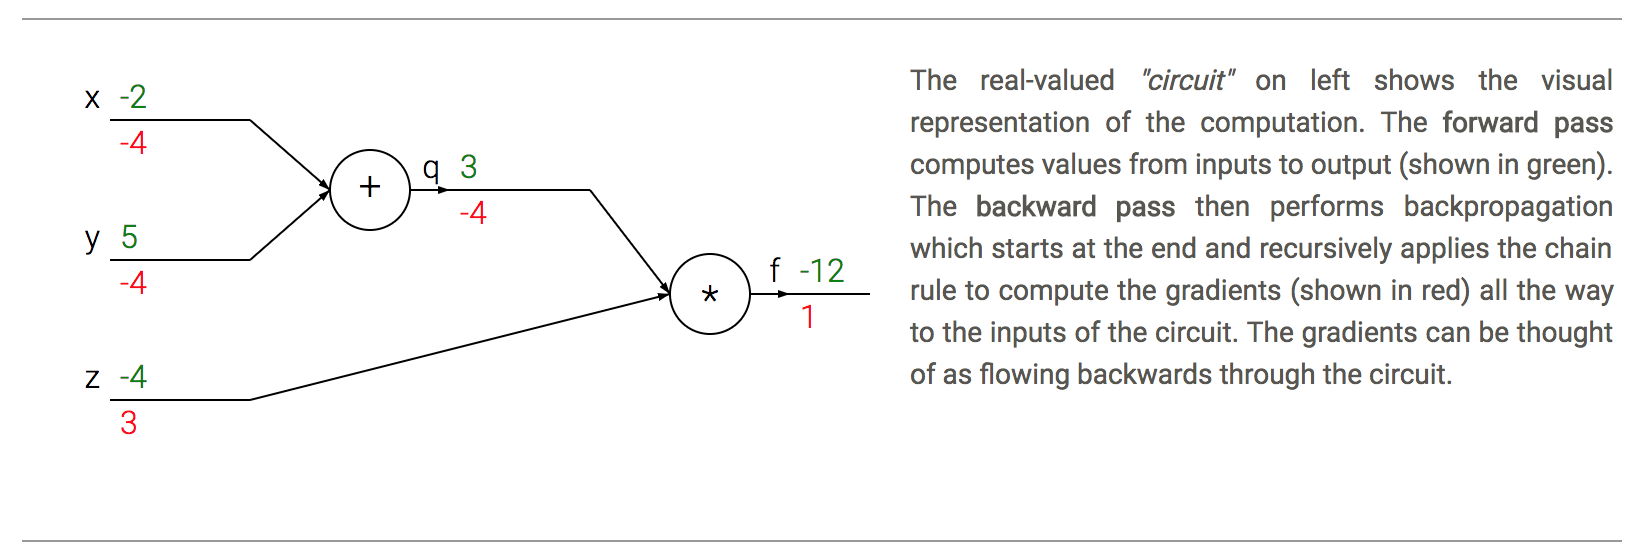 x -2
-4
+
q 3
-4
y 5
-4
f -12
*
1
z -4
3
The real-valued "circuit" on left shows the visual
representation of the computation. The forward pass
computes values from inputs to output (shown in green).
The backward pass then performs backpropagation
which starts at the end and recursively applies the chain
rule to compute the gradients (shown in red) all the way
to the inputs of the circuit. The gradients can be thought
of as flowing backwards through the circuit.